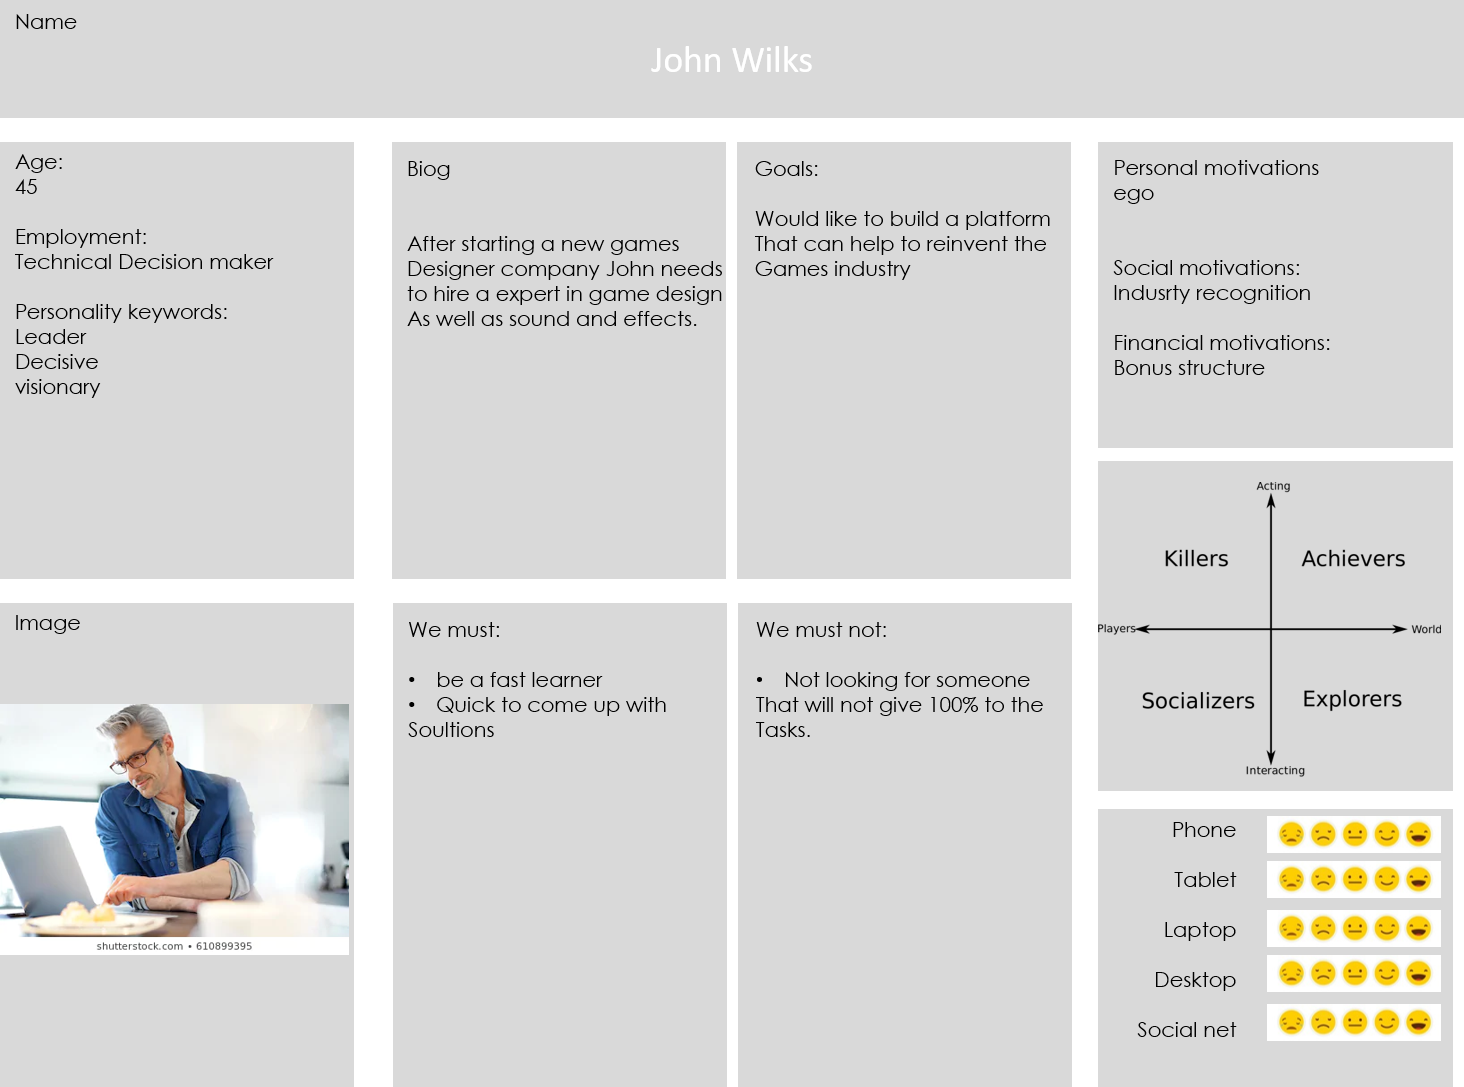 Name
John Wilks
Age:
45
Employment:
Technical Decision maker
Personality keywords:
Leader
Decisive
visionary
Biog
After starting a new games
Designer company John needs
to hire a expert in game design
As well as sound and effects.
Goals:
Would like to build a platform
That can help to reinvent the
Games industry
Personal motivations
ego
Social motivations:
Indusrty recognition
Financial motivations:
Bonus structure
Acting
Killers
Achievers
Players
World
Socializers
Explorers
Interacting
Image
shutterstock.com • 610899395
We must:
• be a fast learner
• Quick to come up with
Soultions
We must not:
• Not looking for someone
That will not give 100% to the
Tasks.
Phone
Tablet
Laptop
Desktop
Social net